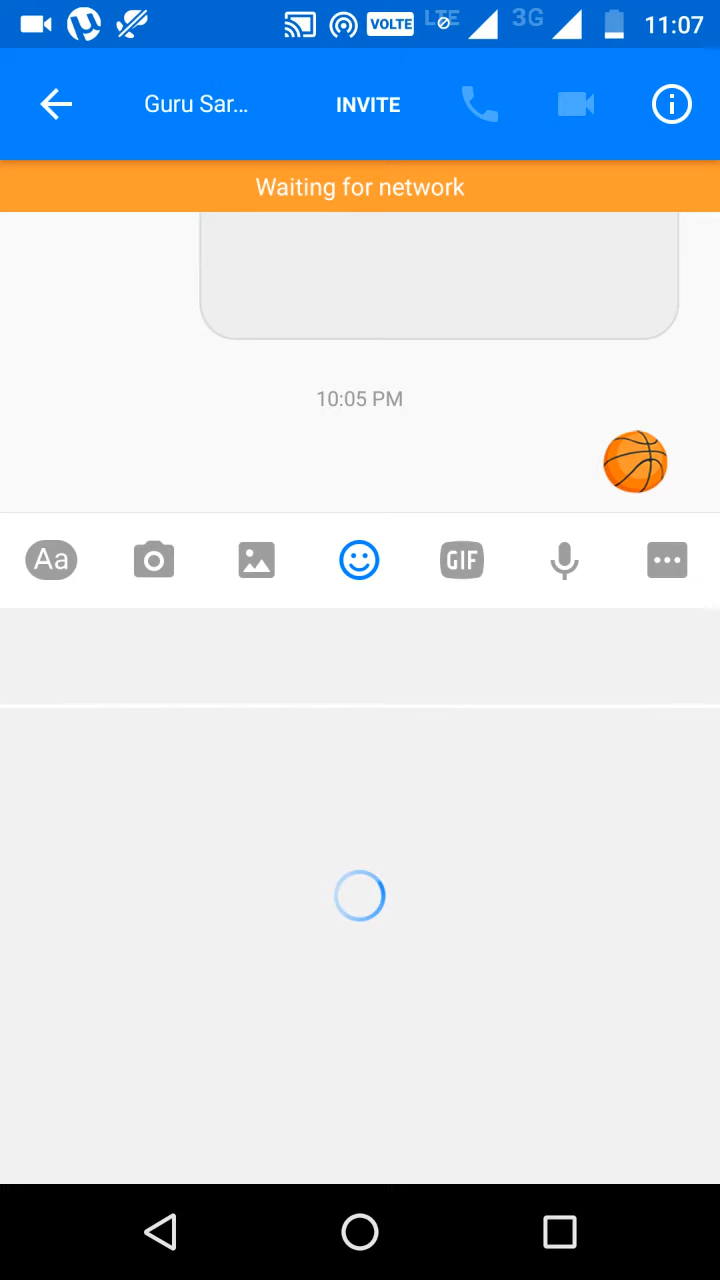 VOLTE LTE 3G 11:07
Guru Sar... INVITE
Waiting for network
10:05 PM
Aa GIF